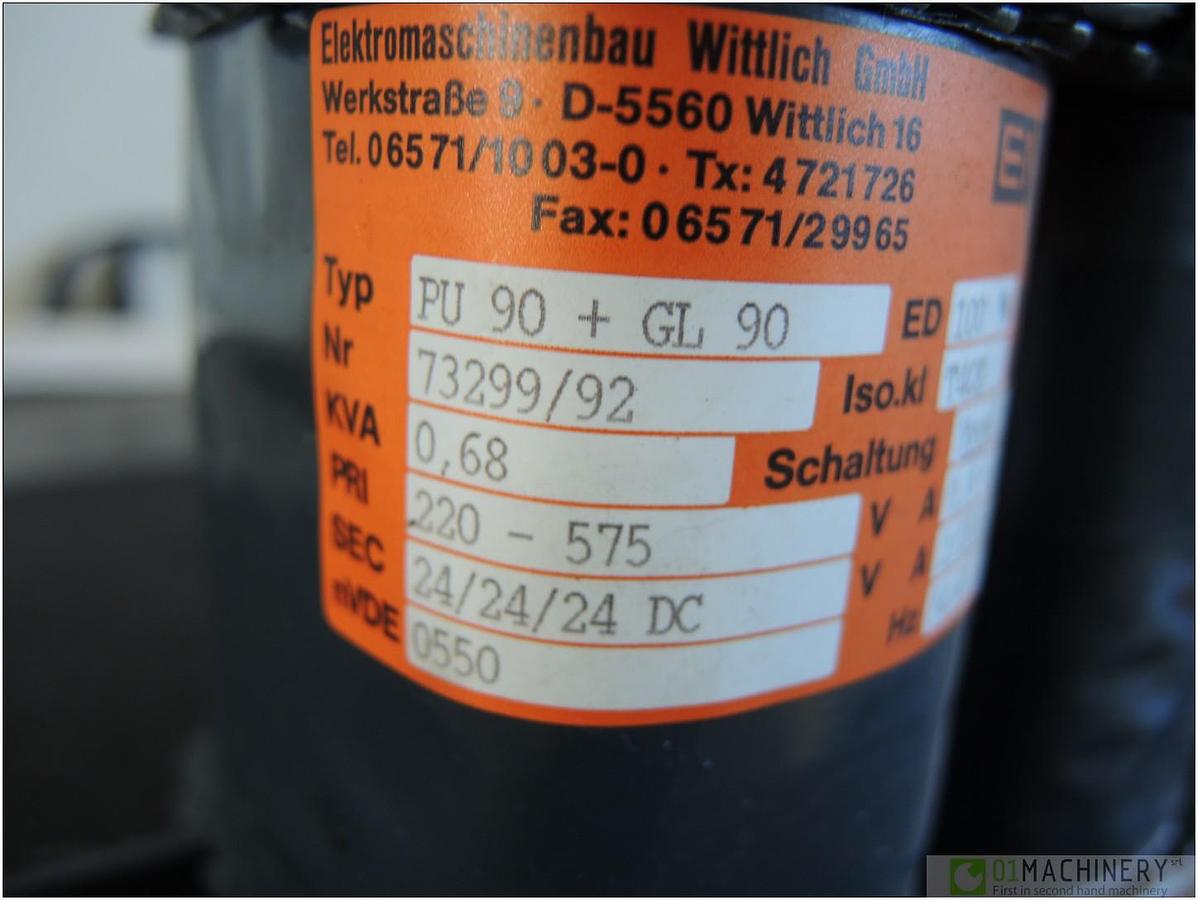 Elektromaschinenbau Wittlich GmbH
Werkstraße 9 · D-5560 Wittlich 16
Tel. 06571/1003-0 · Tx: 4721726
Fax: 06571/29965
E
Typ PU 90 + GL 90 ED 100 %
Nr 73299/92 Iso.kl
KVA 0,68 Schaltung
PRI 220 - 575 V A
SEC 24/24/24 DC V A
nVDE 0550 Hz
01MACHINERY srl
First in second hand machinery